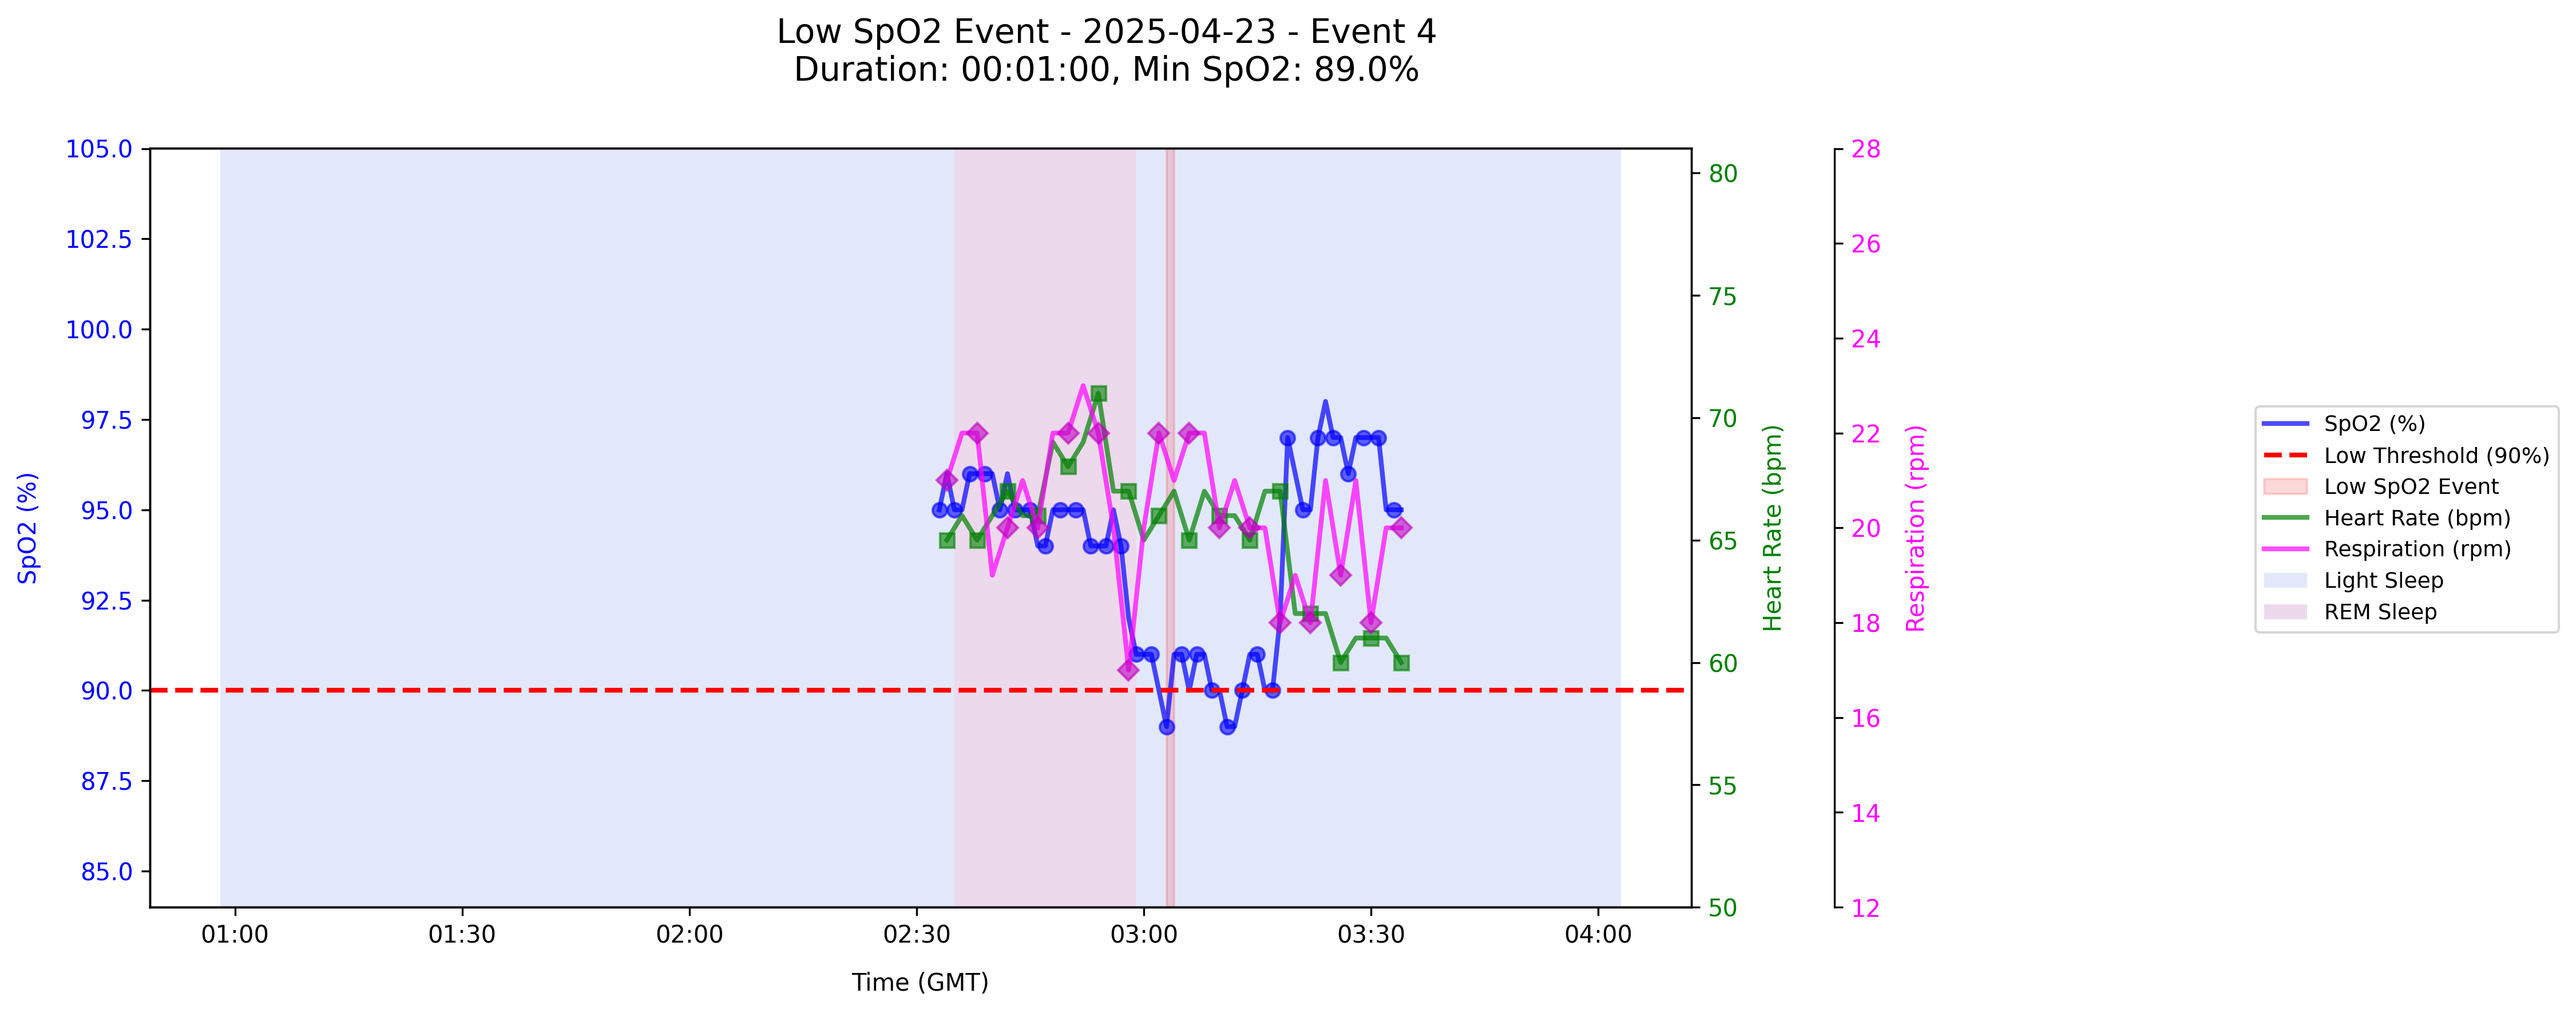 Low SpO2 Event - 2025-04-23 - Event 4
Duration: 00:01:00, Min SpO2: 89.0%
SpO2 (%)
105.0
102.5
100.0
97.5
95.0
92.5
90.0
87.5
85.0
01:00
01:30
02:00
02:30
03:00
03:30
04:00
Time (GMT)
80
75
70
65
60
55
50
Heart Rate (bpm)
28
26
24
22
20
18
16
14
12
Respiration (rpm)
SpO2 (%)
Low Threshold (90%)
Low SpO2 Event
Heart Rate (bpm)
Respiration (rpm)
Light Sleep
REM Sleep